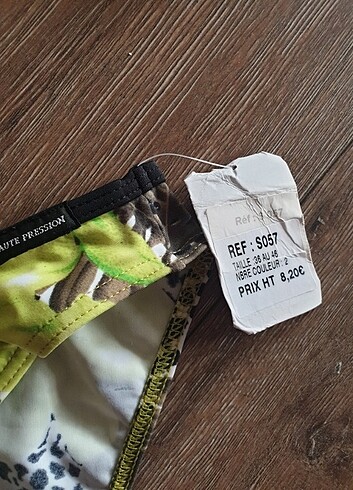 AUTE PRESSION
REF : S057
TAILLE :36 AU 46
NBRE COULEUR : 2
PRIX HT 8,20€